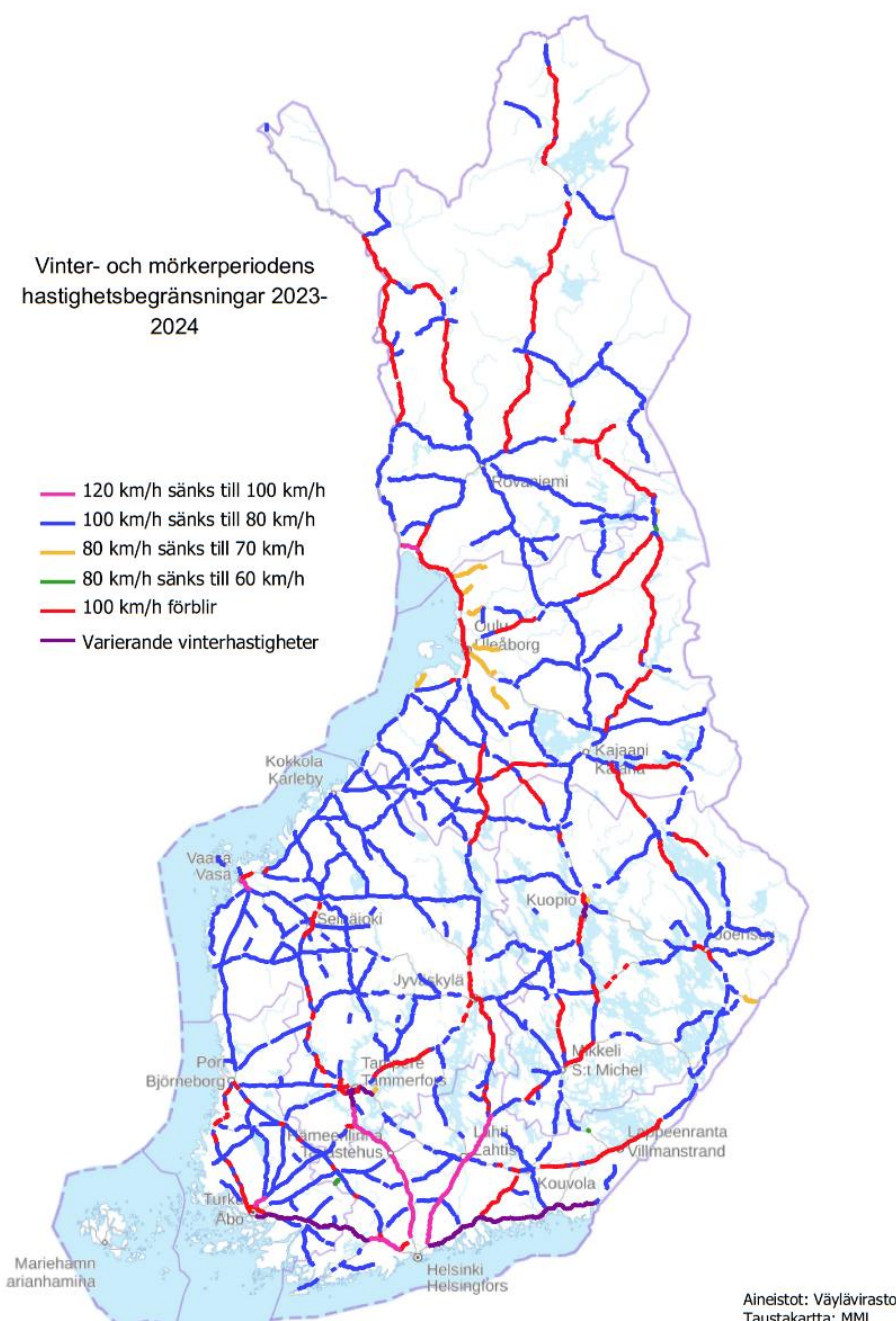 Vinter- och mörkerperiodens
hastighetsbegränsningar 2023-
2024
120 km/h sänks till 100 km/h
100 km/h sänks till 80 km/h
80 km/h sänks till 70 km/h
80 km/h sänks till 60 km/h
100 km/h förblir
Varierande vinterhastigheter
Rovaniemi
Oulu
Uleåborg
Kajaani
Kajana
Kokkola
Karleby
Vaasa
Vasa
Kuopio
Seinäjoki
Joensuu
Jyväskylä
Mikkeli
S:t Michel
Tampere
Tammerfors
Pori
Björneborg
Hämeenlinna
Tavastehus
Lahti
Lahtis
Lappeenranta
Villmanstrand
Kouvola
Turku
Åbo
Mariehamn
arianhamina
Helsinki
Helsingfors
Aineistot: Väylävirasto
Taustakartta: MML